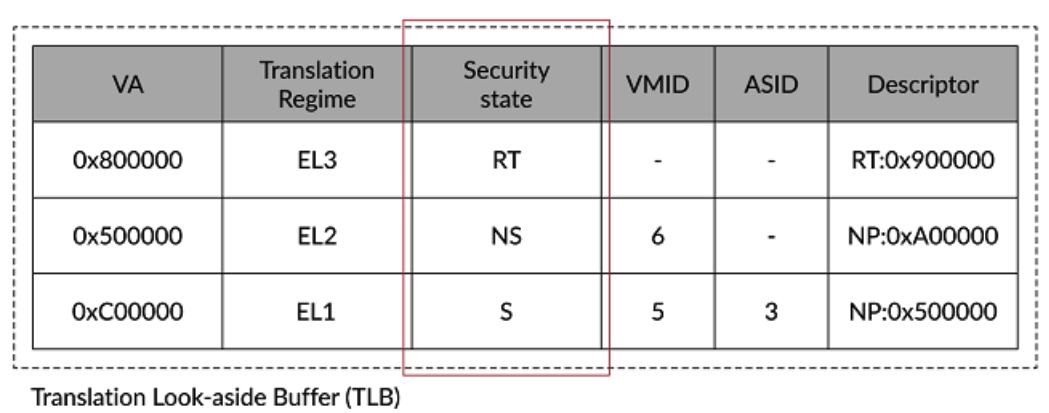 VA Translation Regime Security state VMID ASID Descriptor
0x800000 EL3 RT - - RT:0x900000
0x500000 EL2 NS 6 - NP:0xA00000
0xC00000 EL1 S 5 3 NP:0x500000
Translation Look-aside Buffer (TLB)